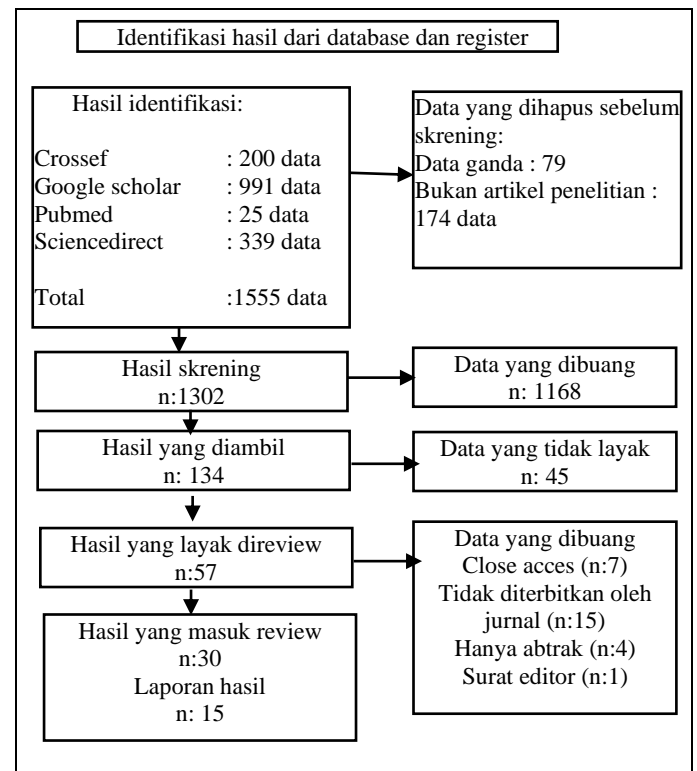 Identifikasi hasil dari database dan register
Hasil identifikasi:
Crossef : 200 data
Google scholar : 991 data
Pubmed : 25 data
Sciencedirect : 339 data
Total :1555 data
Data yang dihapus sebelum
skrening:
Data ganda : 79
Bukan artikel penelitian :
174 data
Hasil skrening
n:1302
Data yang dibuang
n: 1168
Hasil yang diambil
n: 134
Data yang tidak layak
n: 45
Hasil yang layak direview
n:57
Data yang dibuang
Close acces (n:7)
Tidak diterbitkan oleh
jurnal (n:15)
Hanya abtrak (n:4)
Surat editor (n:1)
Hasil yang masuk review
n:30
Laporan hasil
n: 15